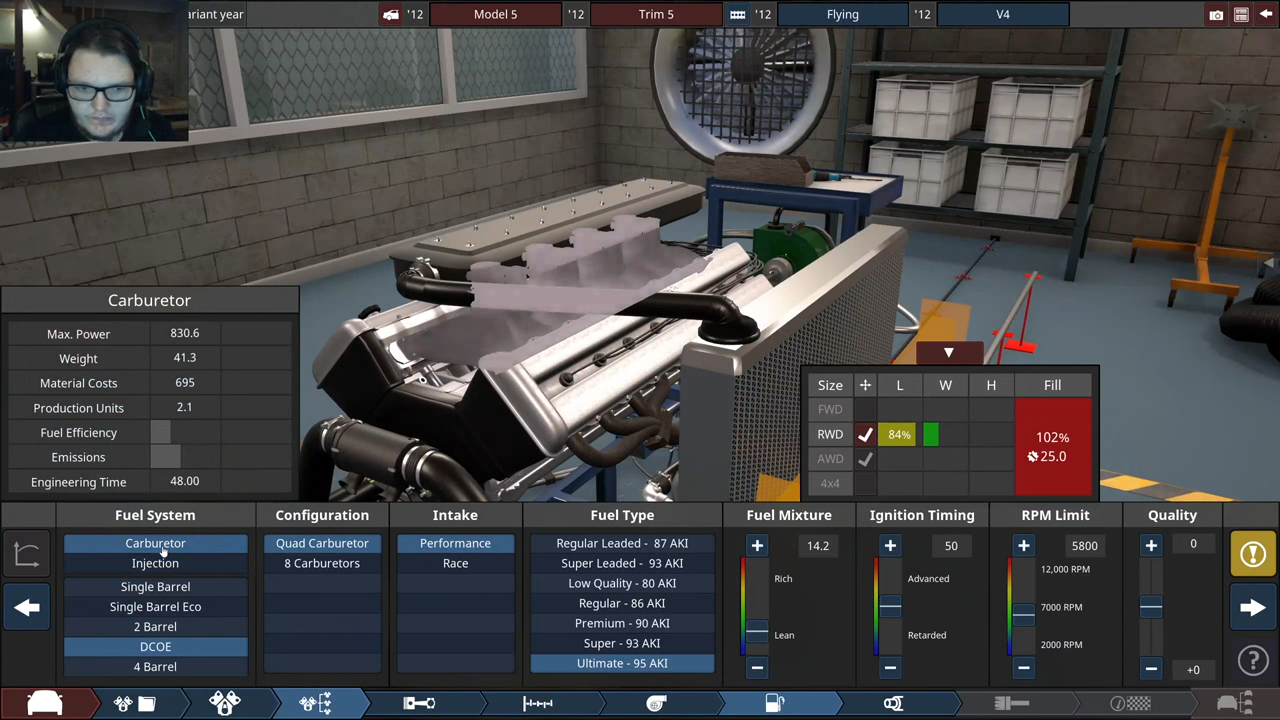 ariant year
'12
Model 5
'12
Trim 5
'12
Flying
'12
V4
Carburetor
Max. Power 830.6
Weight 41.3
Material Costs 695
Production Units 2.1
Fuel Efficiency
Emissions
Engineering Time 48.00
Size L W H Fill
FWD
RWD 84%
AWD
4x4
102%
25.0
Fuel System
Carburetor
Injection
Single Barrel
Single Barrel Eco
2 Barrel
DCOE
4 Barrel
Configuration
Quad Carburetor
8 Carburetors
Intake
Performance
Race
Fuel Type
Regular Leaded - 87 AKI
Super Leaded - 93 AKI
Low Quality - 80 AKI
Regular - 86 AKI
Premium - 90 AKI
Super - 93 AKI
Ultimate - 95 AKI
Fuel Mixture
14.2
Rich
Lean
Ignition Timing
50
Advanced
Retarded
RPM Limit
5800
12,000 RPM
7000 RPM
2000 RPM
Quality
0
+0